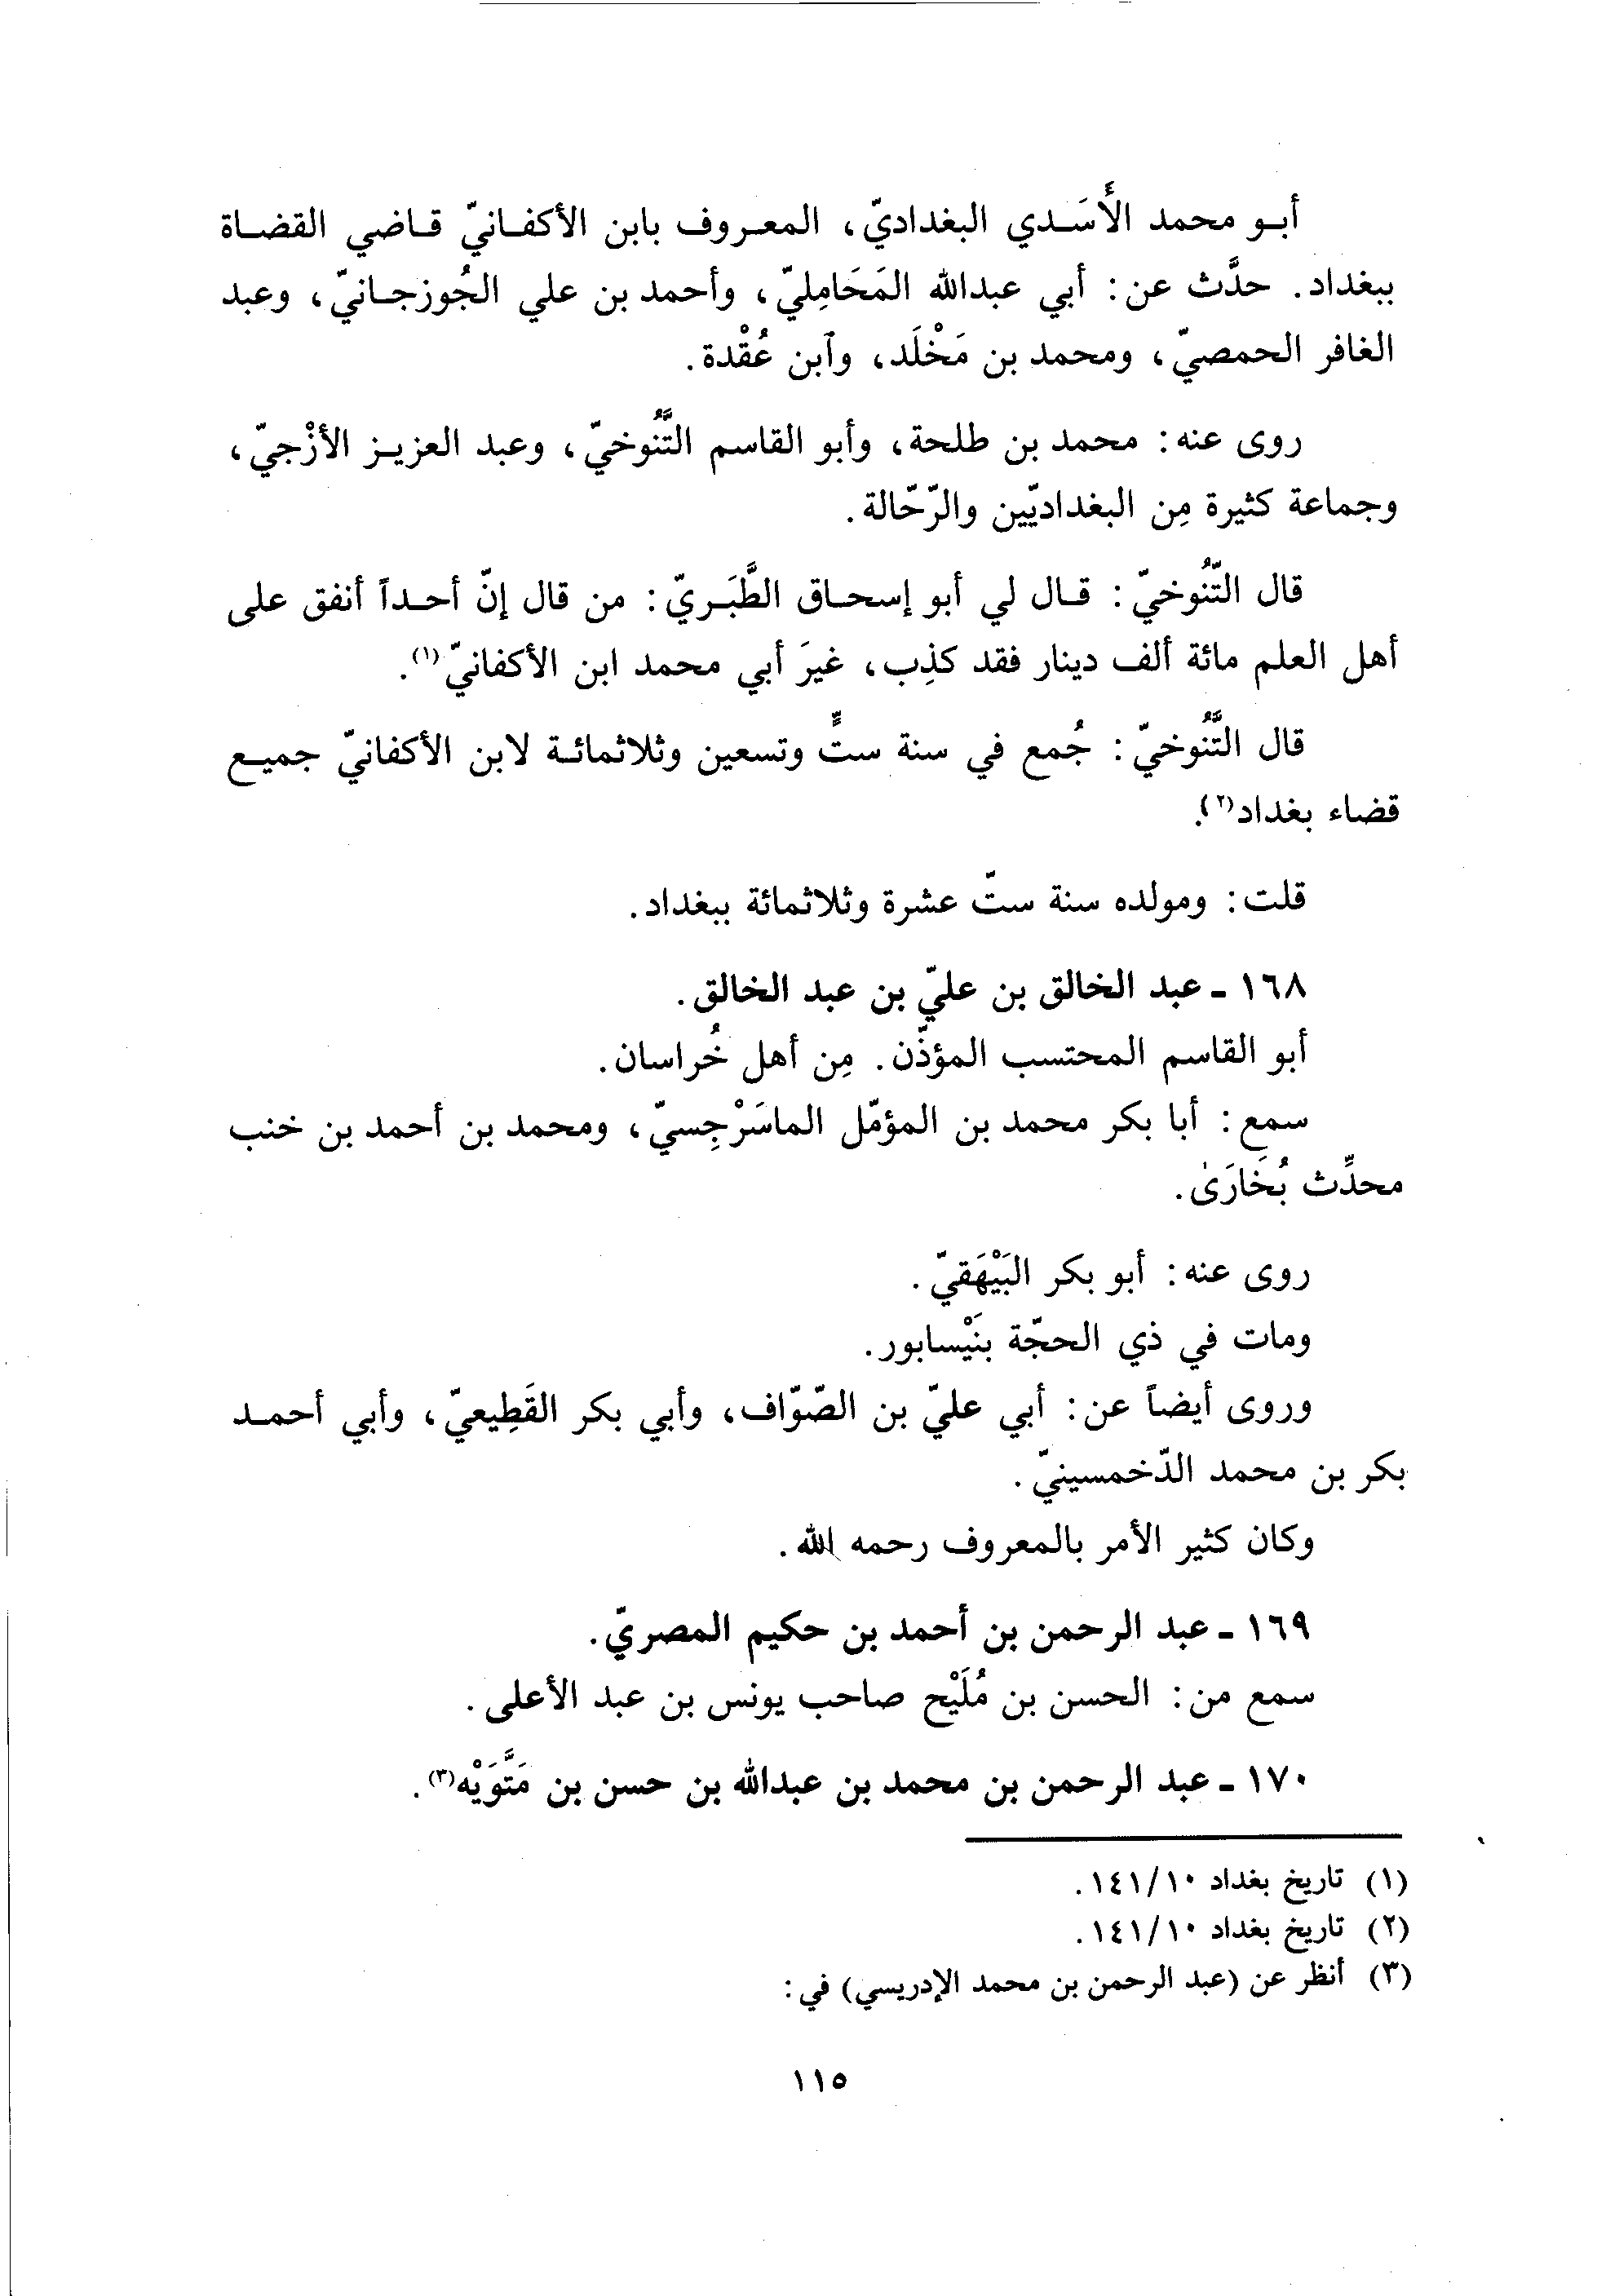 أبو محمد الأَسَدي البغداديّ، المعروف بابن الأكفانيّ قاضي القضاة
ببغداد. حدَّث عن: أبي عبدالله المَحَامِليّ، وأحمد بن علي الجُوزجانيّ، وعبد
الغافر الحمصيّ، ومحمد بن مَخْلَد، وآبن عُقْدة.
روى عنه: محمد بن طلحة، وأبو القاسم التَّنُوخيّ، وعبد العزيز الأزْجيّ،
وجماعة كثيرة مِن البغداديّين والرّحّالة.
قال التّنُوخيّ: قال لي أبو إسحاق الطَّبَريّ: من قال إنّ أحداً أنفق على
أهل العلم مائة ألف دينار فقد كذِب، غيرَ أبي محمد ابن الأكفانيّ(١).
قال التَّنُوخيّ: جُمع في سنة ستٍّ وتسعين وثلاثمائة لابن الأكفانيّ جميع
قضاء بغداد(٢).
قلت: ومولده سنة ستّ عشرة وثلاثمائة ببغداد.
١٦٨ ـ عبد الخالق بن عليّ بن عبد الخالق.
أبو القاسم المحتسب المؤذّن. مِن أهل خُراسان.
سمع: أبا بكر محمد بن المؤمّل الماسَرْجِسيّ، ومحمد بن أحمد بن خنب
محدِّث بُخَارَىٰ.
روى عنه: أبو بكر البَيْهَقيّ.
ومات في ذي الحجّة بنَيْسابور.
وروى أيضاً عن: أبي عليّ بن الصّوّاف، وأبي بكر القَطِيعيّ، وأبي أحمد
بكر بن محمد الدّخمسينيّ.
وكان كثير الأمر بالمعروف رحمه الله.
١٦٩ ـ عبد الرحمن بن أحمد بن حكيم المصريّ.
سمع من: الحسن بن مُلَيْح صاحب يونس بن عبد الأعلى.
١٧٠ ـ عبد الرحمن بن محمد بن عبدالله بن حسن بن مَتَّوَيْه(٣).
(١) تاريخ بغداد ١٤١/١٠.
(٢) تاريخ بغداد ١٤١/١٠.
(٣) أنظر عن (عبد الرحمن بن محمد الإدريسي) في:
١١٥